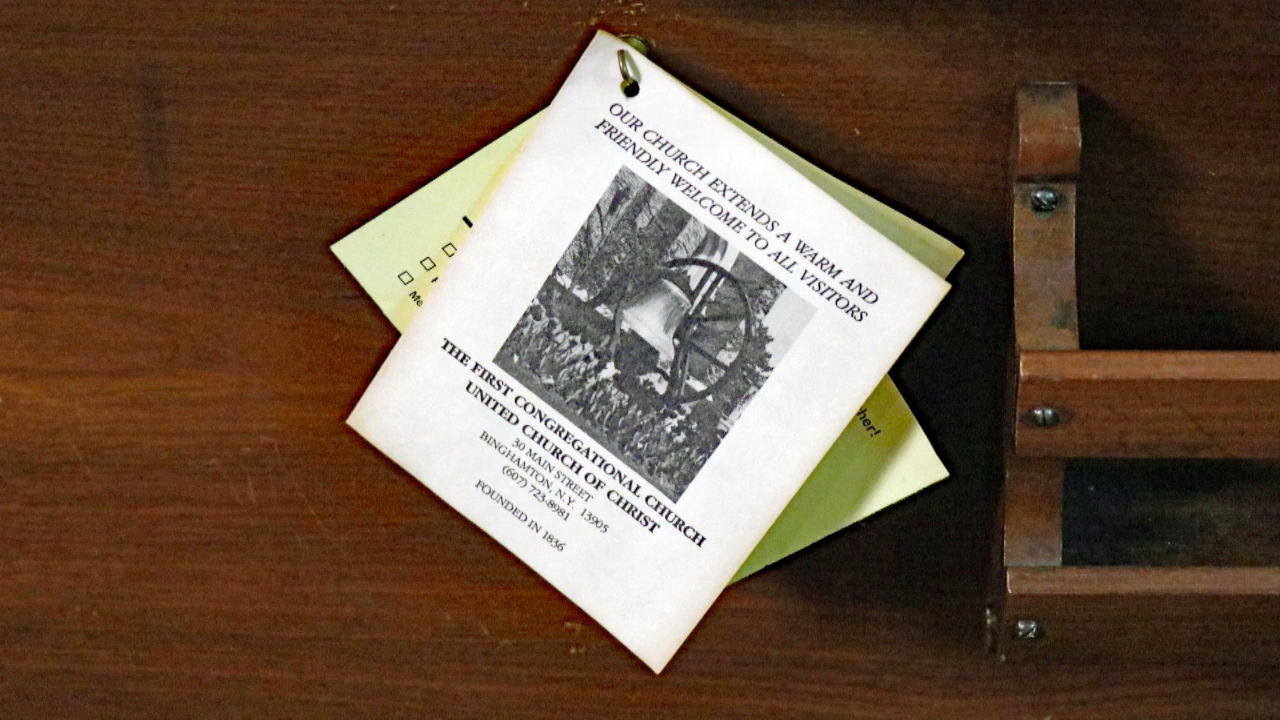 OUR CHURCH EXTENDS A WARM AND
FRIENDLY WELCOME TO ALL VISITORS
THE FIRST CONGREGATIONAL CHURCH
UNITED CHURCH OF CHRIST
30 MAIN STREET
BINGHAMTON, N.Y. 13905
(607) 723-8981
FOUNDED IN 1836